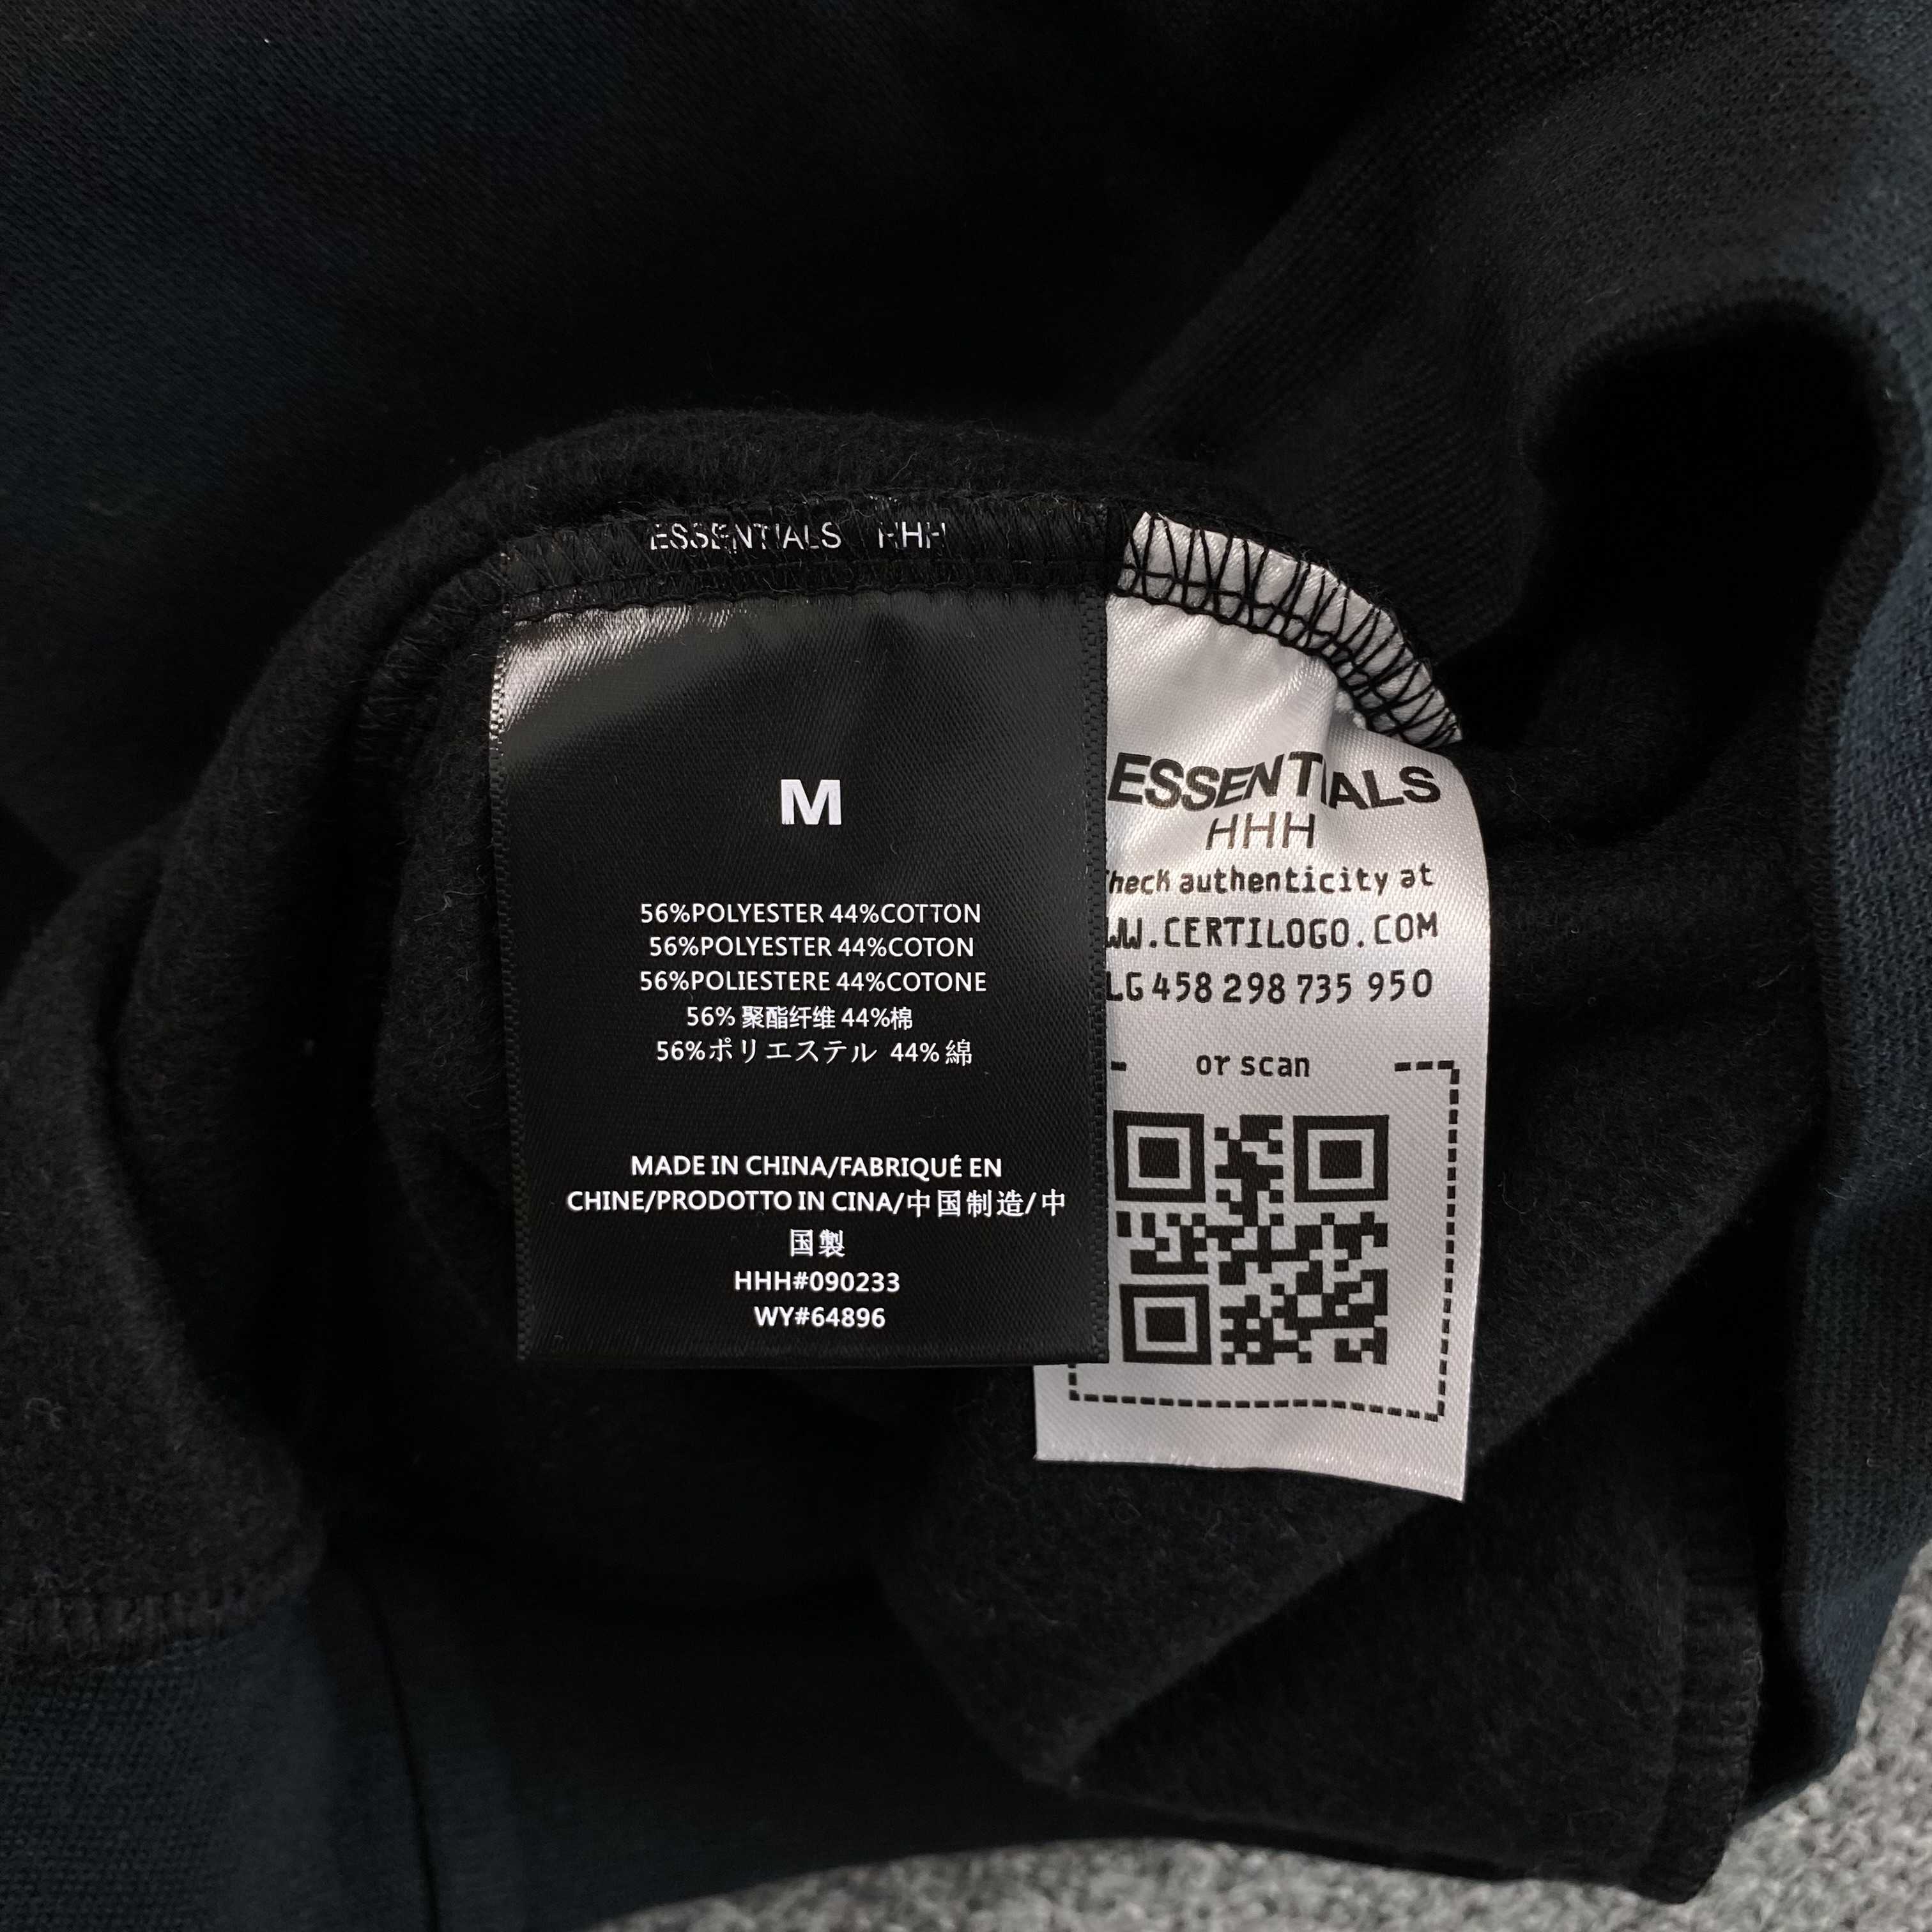 ESSENTIALS HHH
M
56%POLYESTER 44%COTTON
56%POLYESTER 44%COTON
56%POLIESTERE 44%COTONE
56% 聚酯纤维 44%棉
56%ポリエステル 44% 綿
MADE IN CHINA/FABRIQUÉ EN
CHINE/PRODOTTO IN CINA/中国制造/中
国製
HHH#090233
WY#64896
ESSENTIALS
HHH
heck authenticity at
WW.CERTILOGO.COM
LG 458 298 735 950
or scan